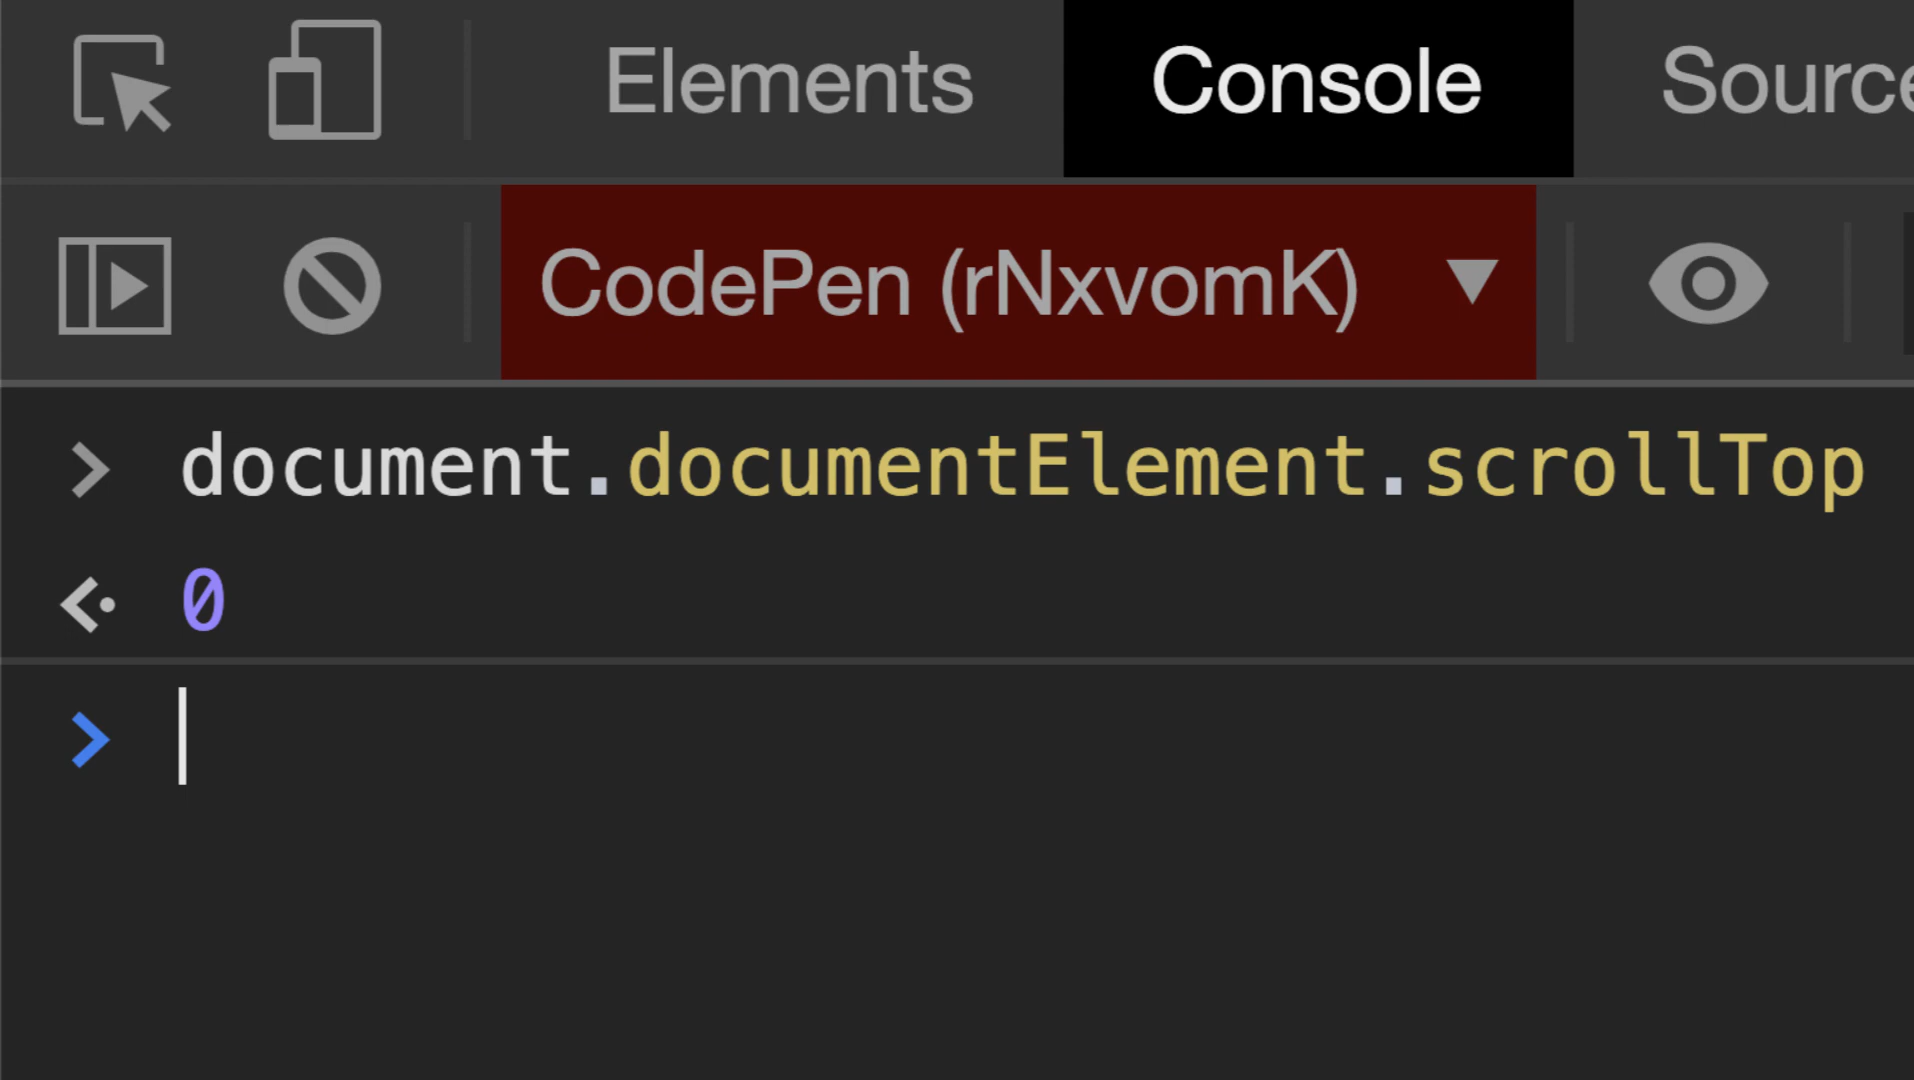 Elements Console Source
CodePen (rNxvomK)
> document.documentElement.scrollTop
0
>